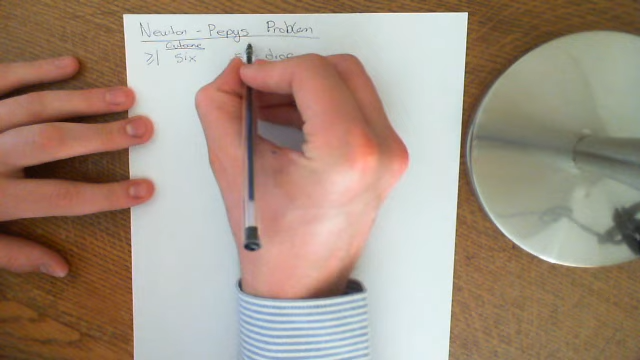 Newton - Pepys Problem
Outcome
≥1 six dice